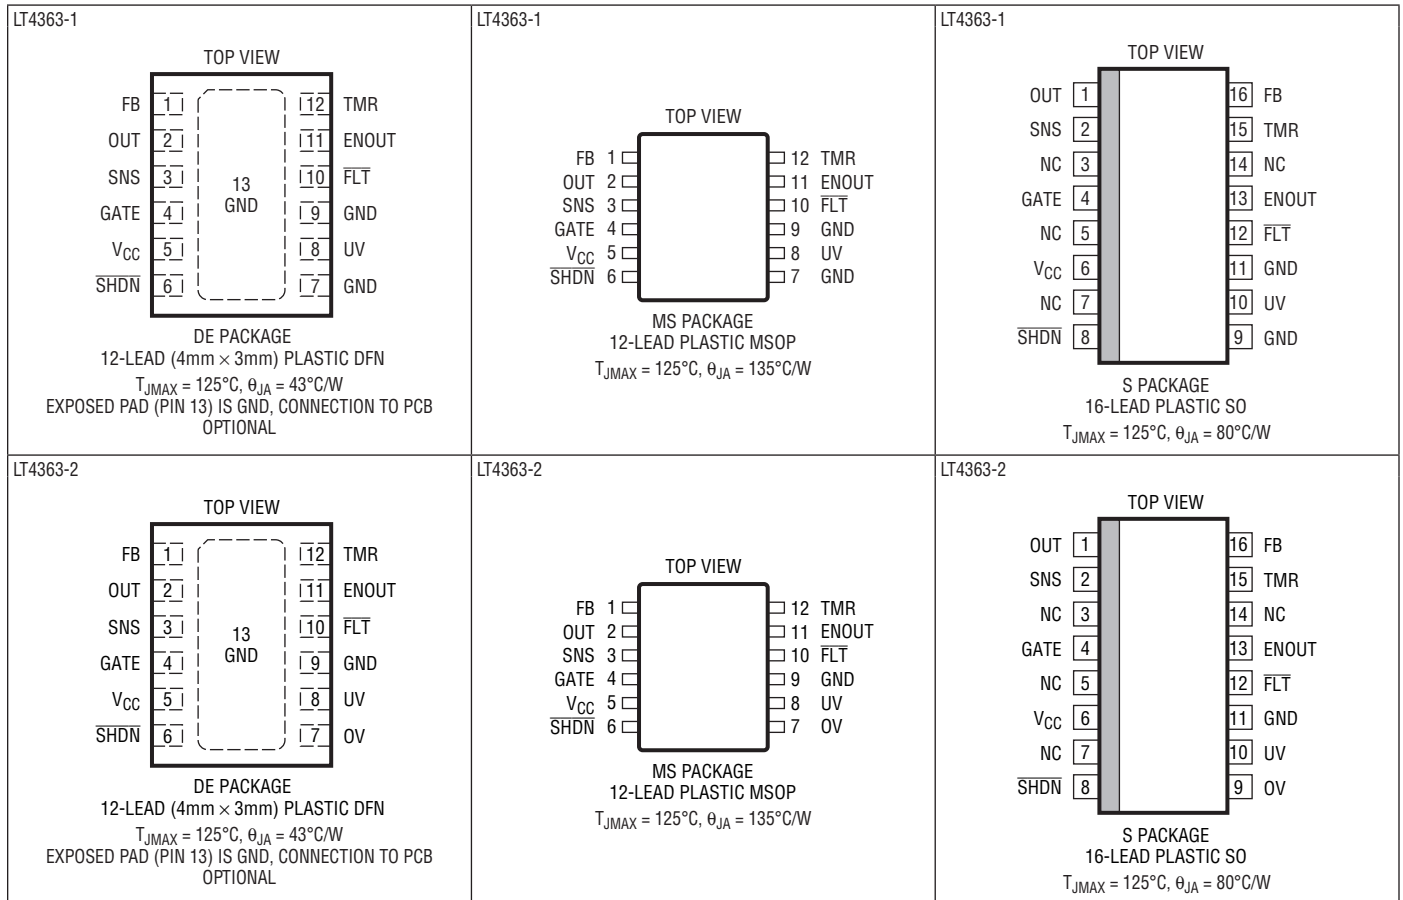 LT4363-1
TOP VIEW
FB 1 12 TMR
OUT 2 11 ENOUT
SNS 3 10 F̅L̅T̅
13
GND
GATE 4 9 GND
VCC 5 8 UV
S̅H̅D̅N̅ 6 7 GND
DE PACKAGE
12-LEAD (4mm × 3mm) PLASTIC DFN
TJMAX = 125°C, θJA = 43°C/W
EXPOSED PAD (PIN 13) IS GND, CONNECTION TO PCB
OPTIONAL
LT4363-1
TOP VIEW
FB 1 12 TMR
OUT 2 11 ENOUT
SNS 3 10 F̅L̅T̅
GATE 4 9 GND
VCC 5 8 UV
S̅H̅D̅N̅ 6 7 GND
MS PACKAGE
12-LEAD PLASTIC MSOP
TJMAX = 125°C, θJA = 135°C/W
LT4363-1
TOP VIEW
OUT 1 16 FB
SNS 2 15 TMR
NC 3 14 NC
GATE 4 13 ENOUT
NC 5 12 F̅L̅T̅
VCC 6 11 GND
NC 7 10 UV
S̅H̅D̅N̅ 8 9 GND
S PACKAGE
16-LEAD PLASTIC SO
TJMAX = 125°C, θJA = 80°C/W
LT4363-2
TOP VIEW
FB 1 12 TMR
OUT 2 11 ENOUT
SNS 3 10 F̅L̅T̅
13
GND
GATE 4 9 GND
VCC 5 8 UV
S̅H̅D̅N̅ 6 7 OV
DE PACKAGE
12-LEAD (4mm × 3mm) PLASTIC DFN
TJMAX = 125°C, θJA = 43°C/W
EXPOSED PAD (PIN 13) IS GND, CONNECTION TO PCB
OPTIONAL
LT4363-2
TOP VIEW
FB 1 12 TMR
OUT 2 11 ENOUT
SNS 3 10 F̅L̅T̅
GATE 4 9 GND
VCC 5 8 UV
S̅H̅D̅N̅ 6 7 OV
MS PACKAGE
12-LEAD PLASTIC MSOP
TJMAX = 125°C, θJA = 135°C/W
LT4363-2
TOP VIEW
OUT 1 16 FB
SNS 2 15 TMR
NC 3 14 NC
GATE 4 13 ENOUT
NC 5 12 F̅L̅T̅
VCC 6 11 GND
NC 7 10 UV
S̅H̅D̅N̅ 8 9 OV
S PACKAGE
16-LEAD PLASTIC SO
TJMAX = 125°C, θJA = 80°C/W